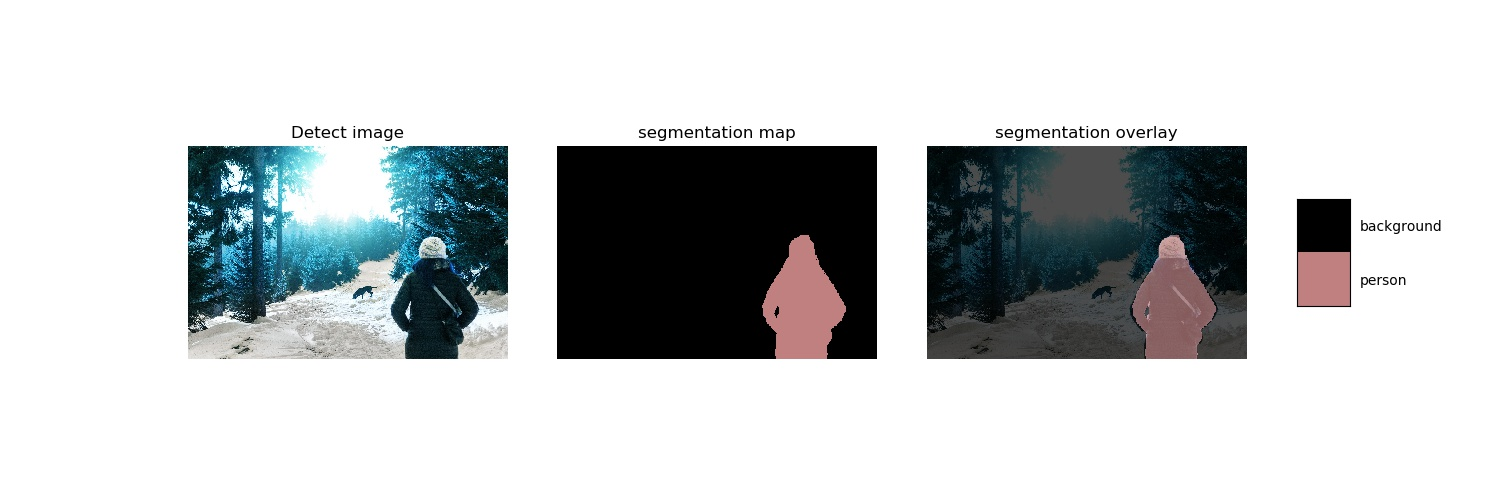 Detect image
segmentation map
segmentation overlay
background
person